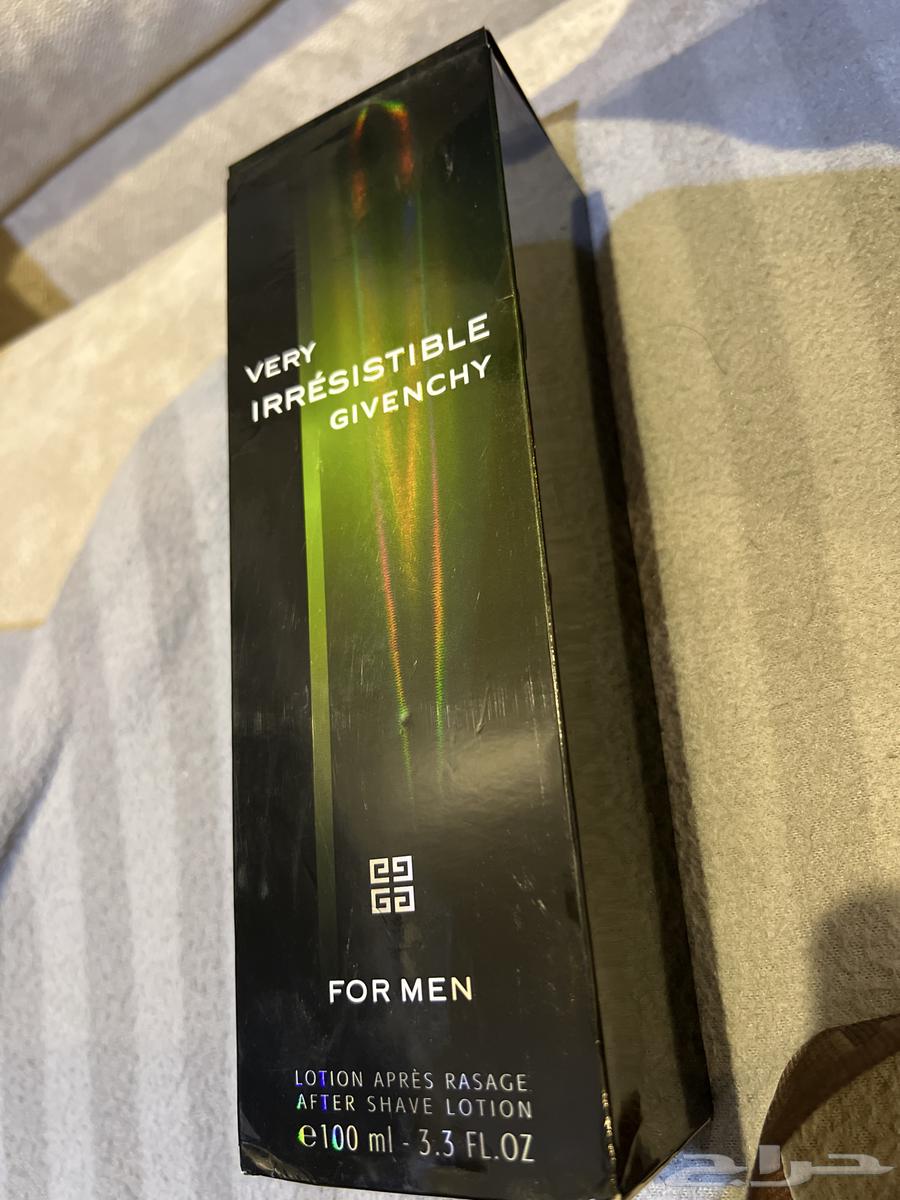 VERY
IRRÉSISTIBLE
GIVENCHY
FOR MEN
LOTION APRÈS RASAGE
AFTER SHAVE LOTION
℮100 ml - 3.3 FL.OZ
حراج